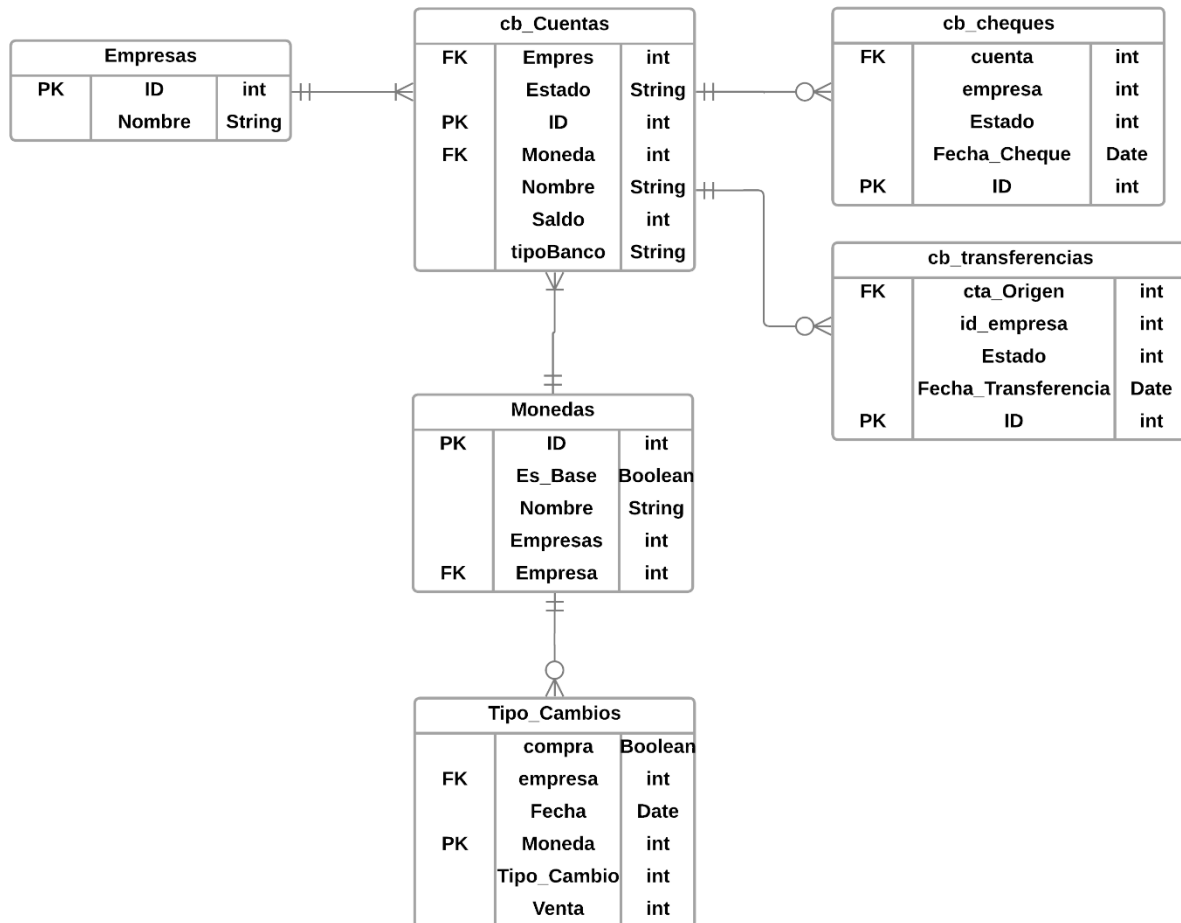 Empresas
PK ID int
Nombre String
cb_Cuentas
FK Empres int
Estado String
PK ID int
FK Moneda int
Nombre String
Saldo int
tipoBanco String
cb_cheques
FK cuenta int
empresa int
Estado int
Fecha_Cheque Date
PK ID int
cb_transferencias
FK cta_Origen int
id_empresa int
Estado int
Fecha_Transferencia Date
PK ID int
Monedas
PK ID int
Es_Base Boolean
Nombre String
Empresas int
FK Empresa int
Tipo_Cambios
compra Boolean
FK empresa int
Fecha Date
PK Moneda int
Tipo_Cambio int
Venta int